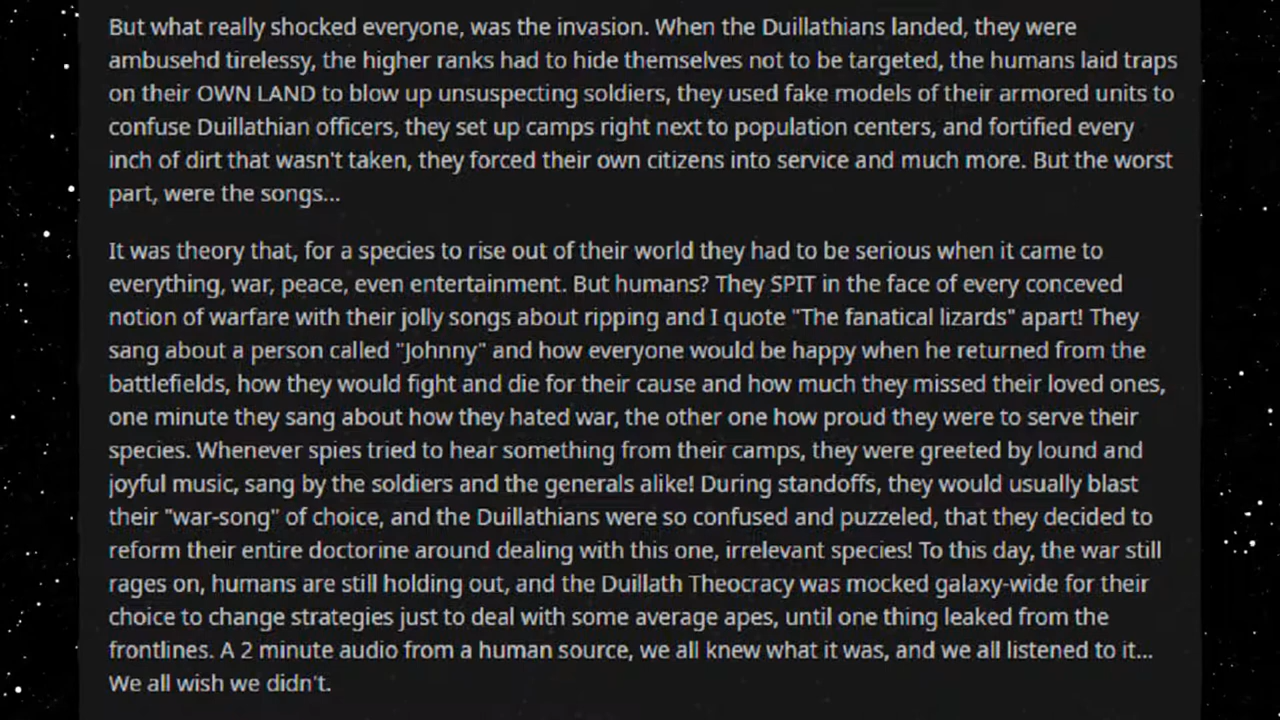 But what really shocked everyone, was the invasion. When the Duillathians landed, they were
ambusehd tirelessy, the higher ranks had to hide themselves not to be targeted, the humans laid traps
on their OWN LAND to blow up unsuspecting soldiers, they used fake models of their armored units to
confuse Duillathian officers, they set up camps right next to population centers, and fortified every
inch of dirt that wasn't taken, they forced their own citizens into service and much more. But the worst
part, were the songs...
It was theory that, for a species to rise out of their world they had to be serious when it came to
everything, war, peace, even entertainment. But humans? They SPIT in the face of every conceved
notion of warfare with their jolly songs about ripping and I quote "The fanatical lizards" apart! They
sang about a person called "Johnny" and how everyone would be happy when he returned from the
battlefields, how they would fight and die for their cause and how much they missed their loved ones,
one minute they sang about how they hated war, the other one how proud they were to serve their
species. Whenever spies tried to hear something from their camps, they were greeted by lound and
joyful music, sang by the soldiers and the generals alike! During standoffs, they would usually blast
their "war-song" of choice, and the Duillathians were so confused and puzzeled, that they decided to
reform their entire doctorine around dealing with this one, irrelevant species! To this day, the war still
rages on, humans are still holding out, and the Duillath Theocracy was mocked galaxy-wide for their
choice to change strategies just to deal with some average apes, until one thing leaked from the
frontlines. A 2 minute audio from a human source, we all knew what it was, and we all listened to it...
We all wish we didn't.